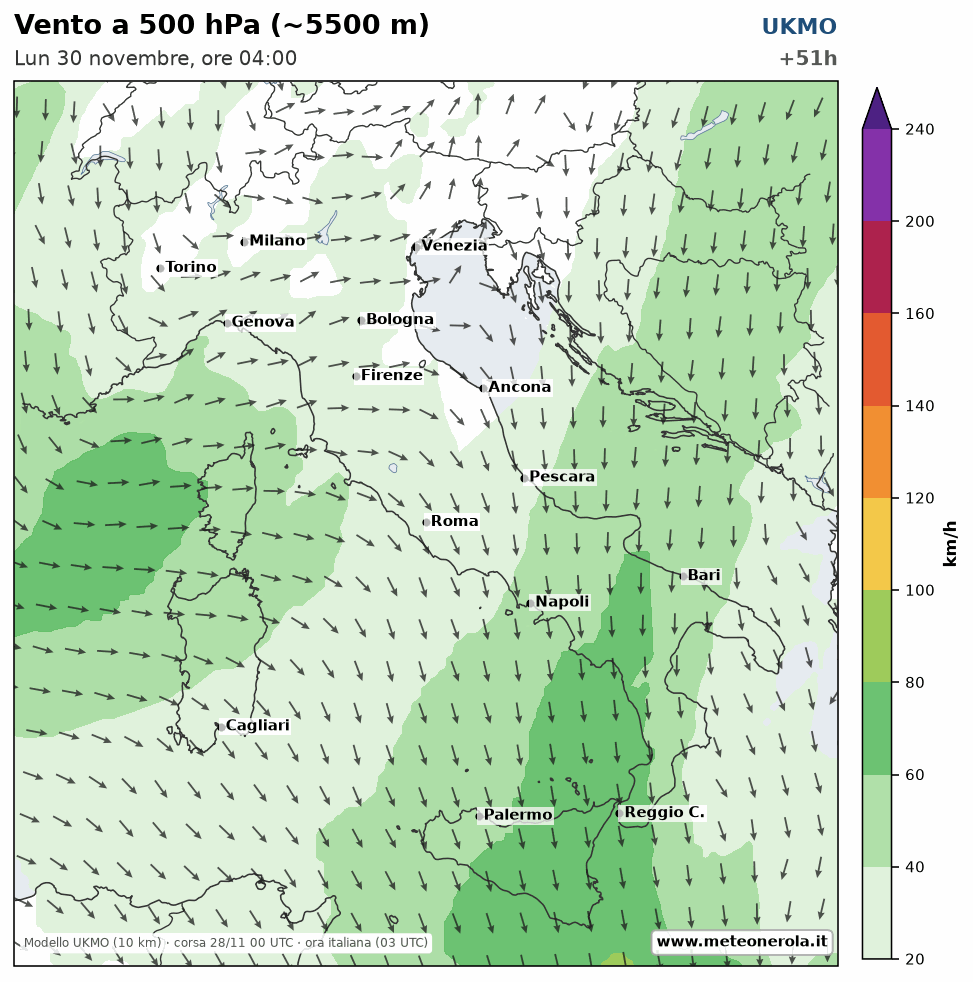 Vento a 500 hPa (~5500 m)
UKMO
Lun 30 novembre, ore 04:00
+51h
Milano
Venezia
Torino
Genova
Bologna
Firenze
Ancona
Pescara
Roma
Bari
Napoli
Cagliari
Palermo
Reggio C.
240
200
160
140
120
100
80
60
40
20
km/h
Modello UKMO (10 km) · corsa 28/11 00 UTC · ora italiana (03 UTC)
www.meteonerola.it